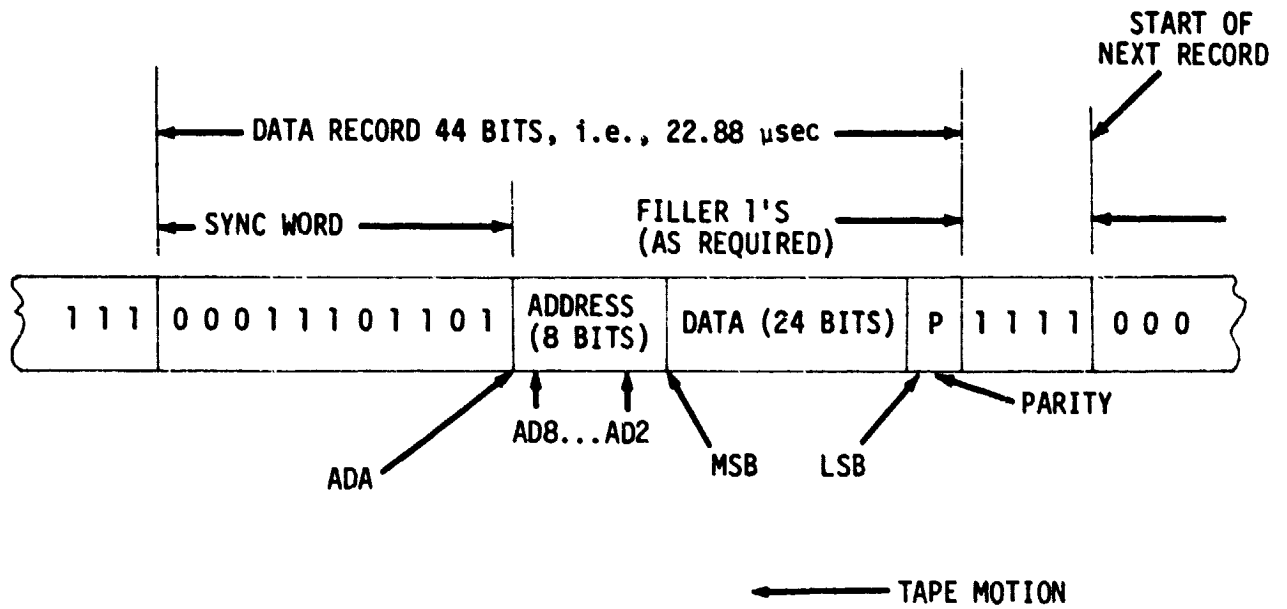 START OF
NEXT RECORD
DATA RECORD 44 BITS, i.e., 22.88 μsec
SYNC WORD
FILLER 1'S
(AS REQUIRED)
1 1 1 0 0 0 1 1 1 0 1 1 0 1 ADDRESS (8 BITS) DATA (24 BITS) P 1 1 1 1 0 0 0
PARITY
AD8...AD2
ADA
MSB
LSB
TAPE MOTION